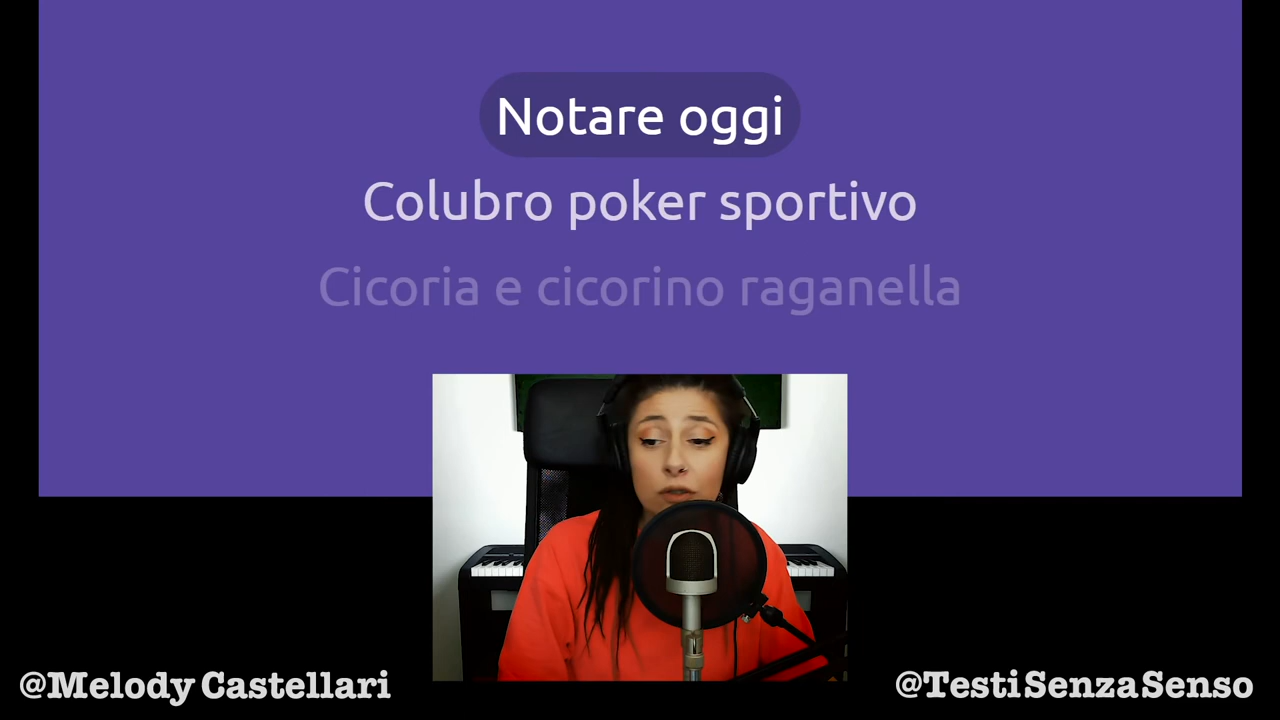 Notare oggi
Colubro poker sportivo
Cicoria e cicorino raganella
@Melody Castellari
@TestiSenzaSenso